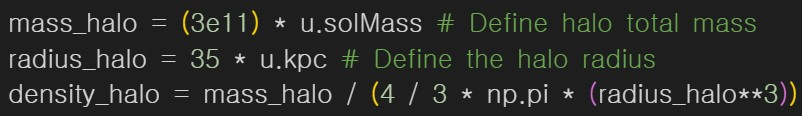 mass_halo = (3e11) * u.solMass # Define halo total mass
radius_halo = 35 * u.kpc # Define the halo radius
density_halo = mass_halo / (4 / 3 * np.pi * (radius_halo**3))